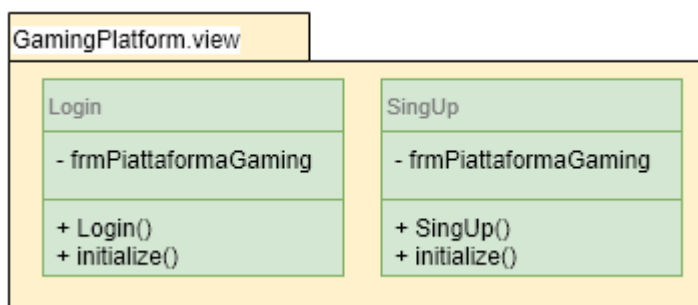 GamingPlatform.view
Login
- frmPiattaformaGaming
+ Login()
+ initialize()
SingUp
- frmPiattaformaGaming
+ SingUp()
+ initialize()